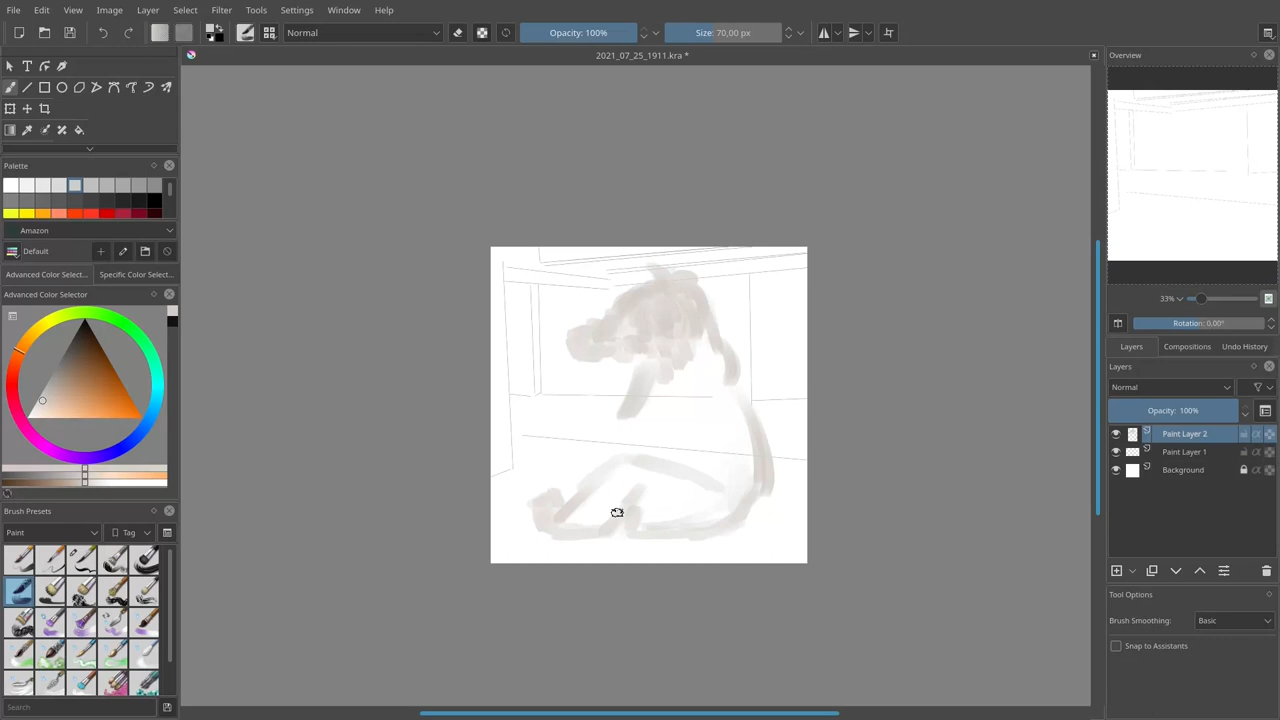 File Edit View Image Layer Select Filter Tools Settings Window Help
Normal Opacity: 100% Size: 70,00 px
2021_07_25_1911.kra *
Overview
Palette
Amazon
Default
Advanced Color Select... Specific Color Select...
Advanced Color Selector
Brush Presets
Paint Tag
Search
33%
Rotation: 0,00°
Layers Compositions Undo History
Layers
Normal
Opacity: 100%
Paint Layer 2
Paint Layer 1
Background
Tool Options
Brush Smoothing: Basic
Snap to Assistants